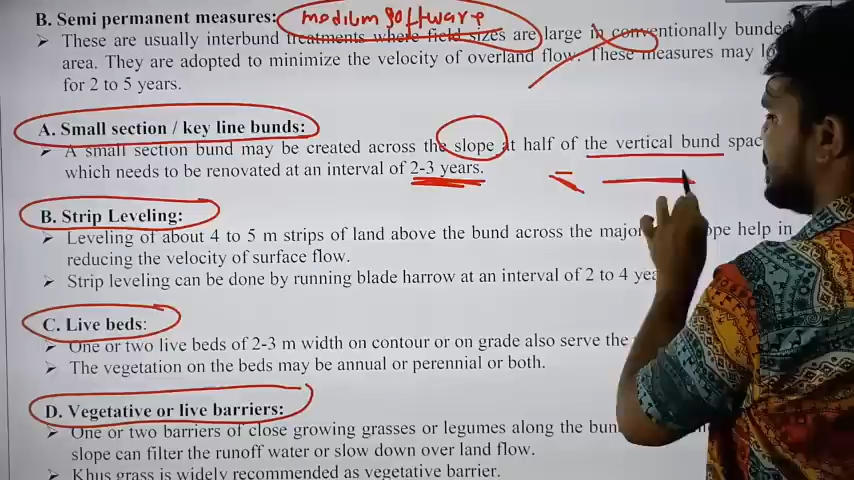 B. Semi permanent measures: medium software
➢ These are usually interbund treatments where field sizes are large in conventionally bunde
area. They are adopted to minimize the velocity of overland flow. These measures may
for 2 to 5 years.
A. Small section / key line bunds:
➢ A small section bund may be created across the slope at half of the vertical bund spac
which needs to be renovated at an interval of 2-3 years.
B. Strip Leveling:
➢ Leveling of about 4 to 5 m strips of land above the bund across the major ope help in
reducing the velocity of surface flow.
➢ Strip leveling can be done by running blade harrow at an interval of 2 to 4 yea
C. Live beds:
➢ One or two live beds of 2-3 m width on contour or on grade also serve the
➢ The vegetation on the beds may be annual or perennial or both.
D. Vegetative or live barriers:
➢ One or two barriers of close growing grasses or legumes along the bun
slope can filter the runoff water or slow down over land flow.
➢ Khus grass is widely recommended as vegetative barrier.